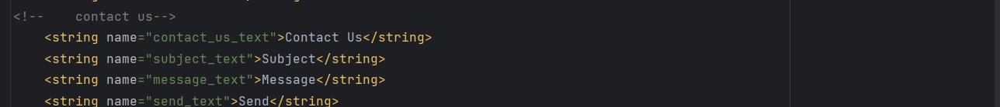 <!--    contact us-->
    <string name="contact_us_text">Contact Us</string>
    <string name="subject_text">Subject</string>
    <string name="message_text">Message</string>
    <string name="send_text">Send</string>